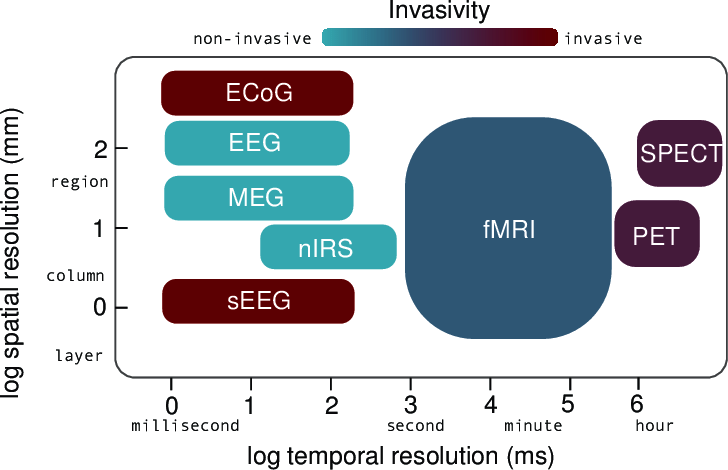 Invasivity
non-invasive invasive
ECoG
EEG
MEG
nIRS
sEEG
fMRI
SPECT
PET
log spatial resolution (mm)
2
region
1
column
0
layer
0 1 2 3 4 5 6
millisecond second minute hour
log temporal resolution (ms)